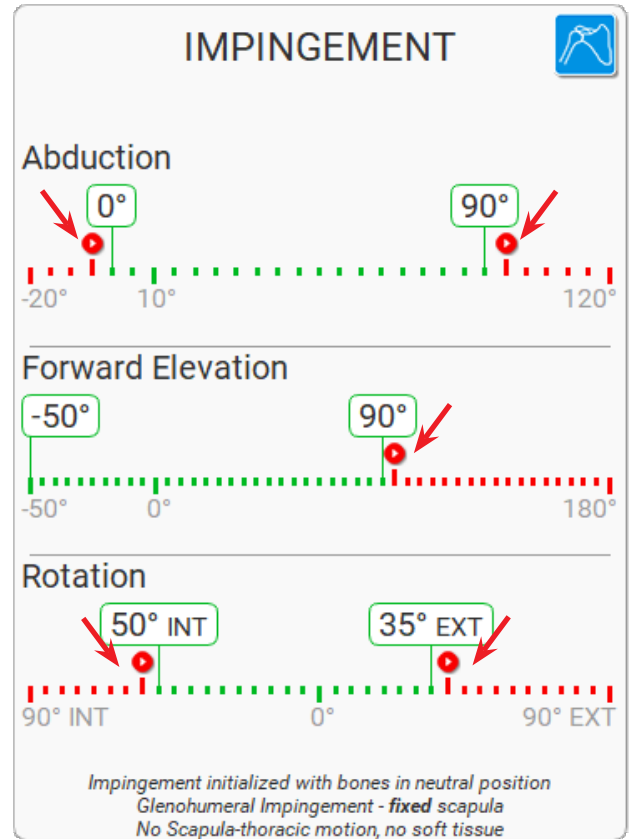 IMPINGEMENT
Abduction
0° 90°
-20° 10° 120°
Forward Elevation
-50° 90°
-50° 0° 180°
Rotation
50° INT 35° EXT
90° INT 0° 90° EXT
Impingement initialized with bones in neutral position
Glenohumeral Impingement - fixed scapula
No Scapula-thoracic motion, no soft tissue